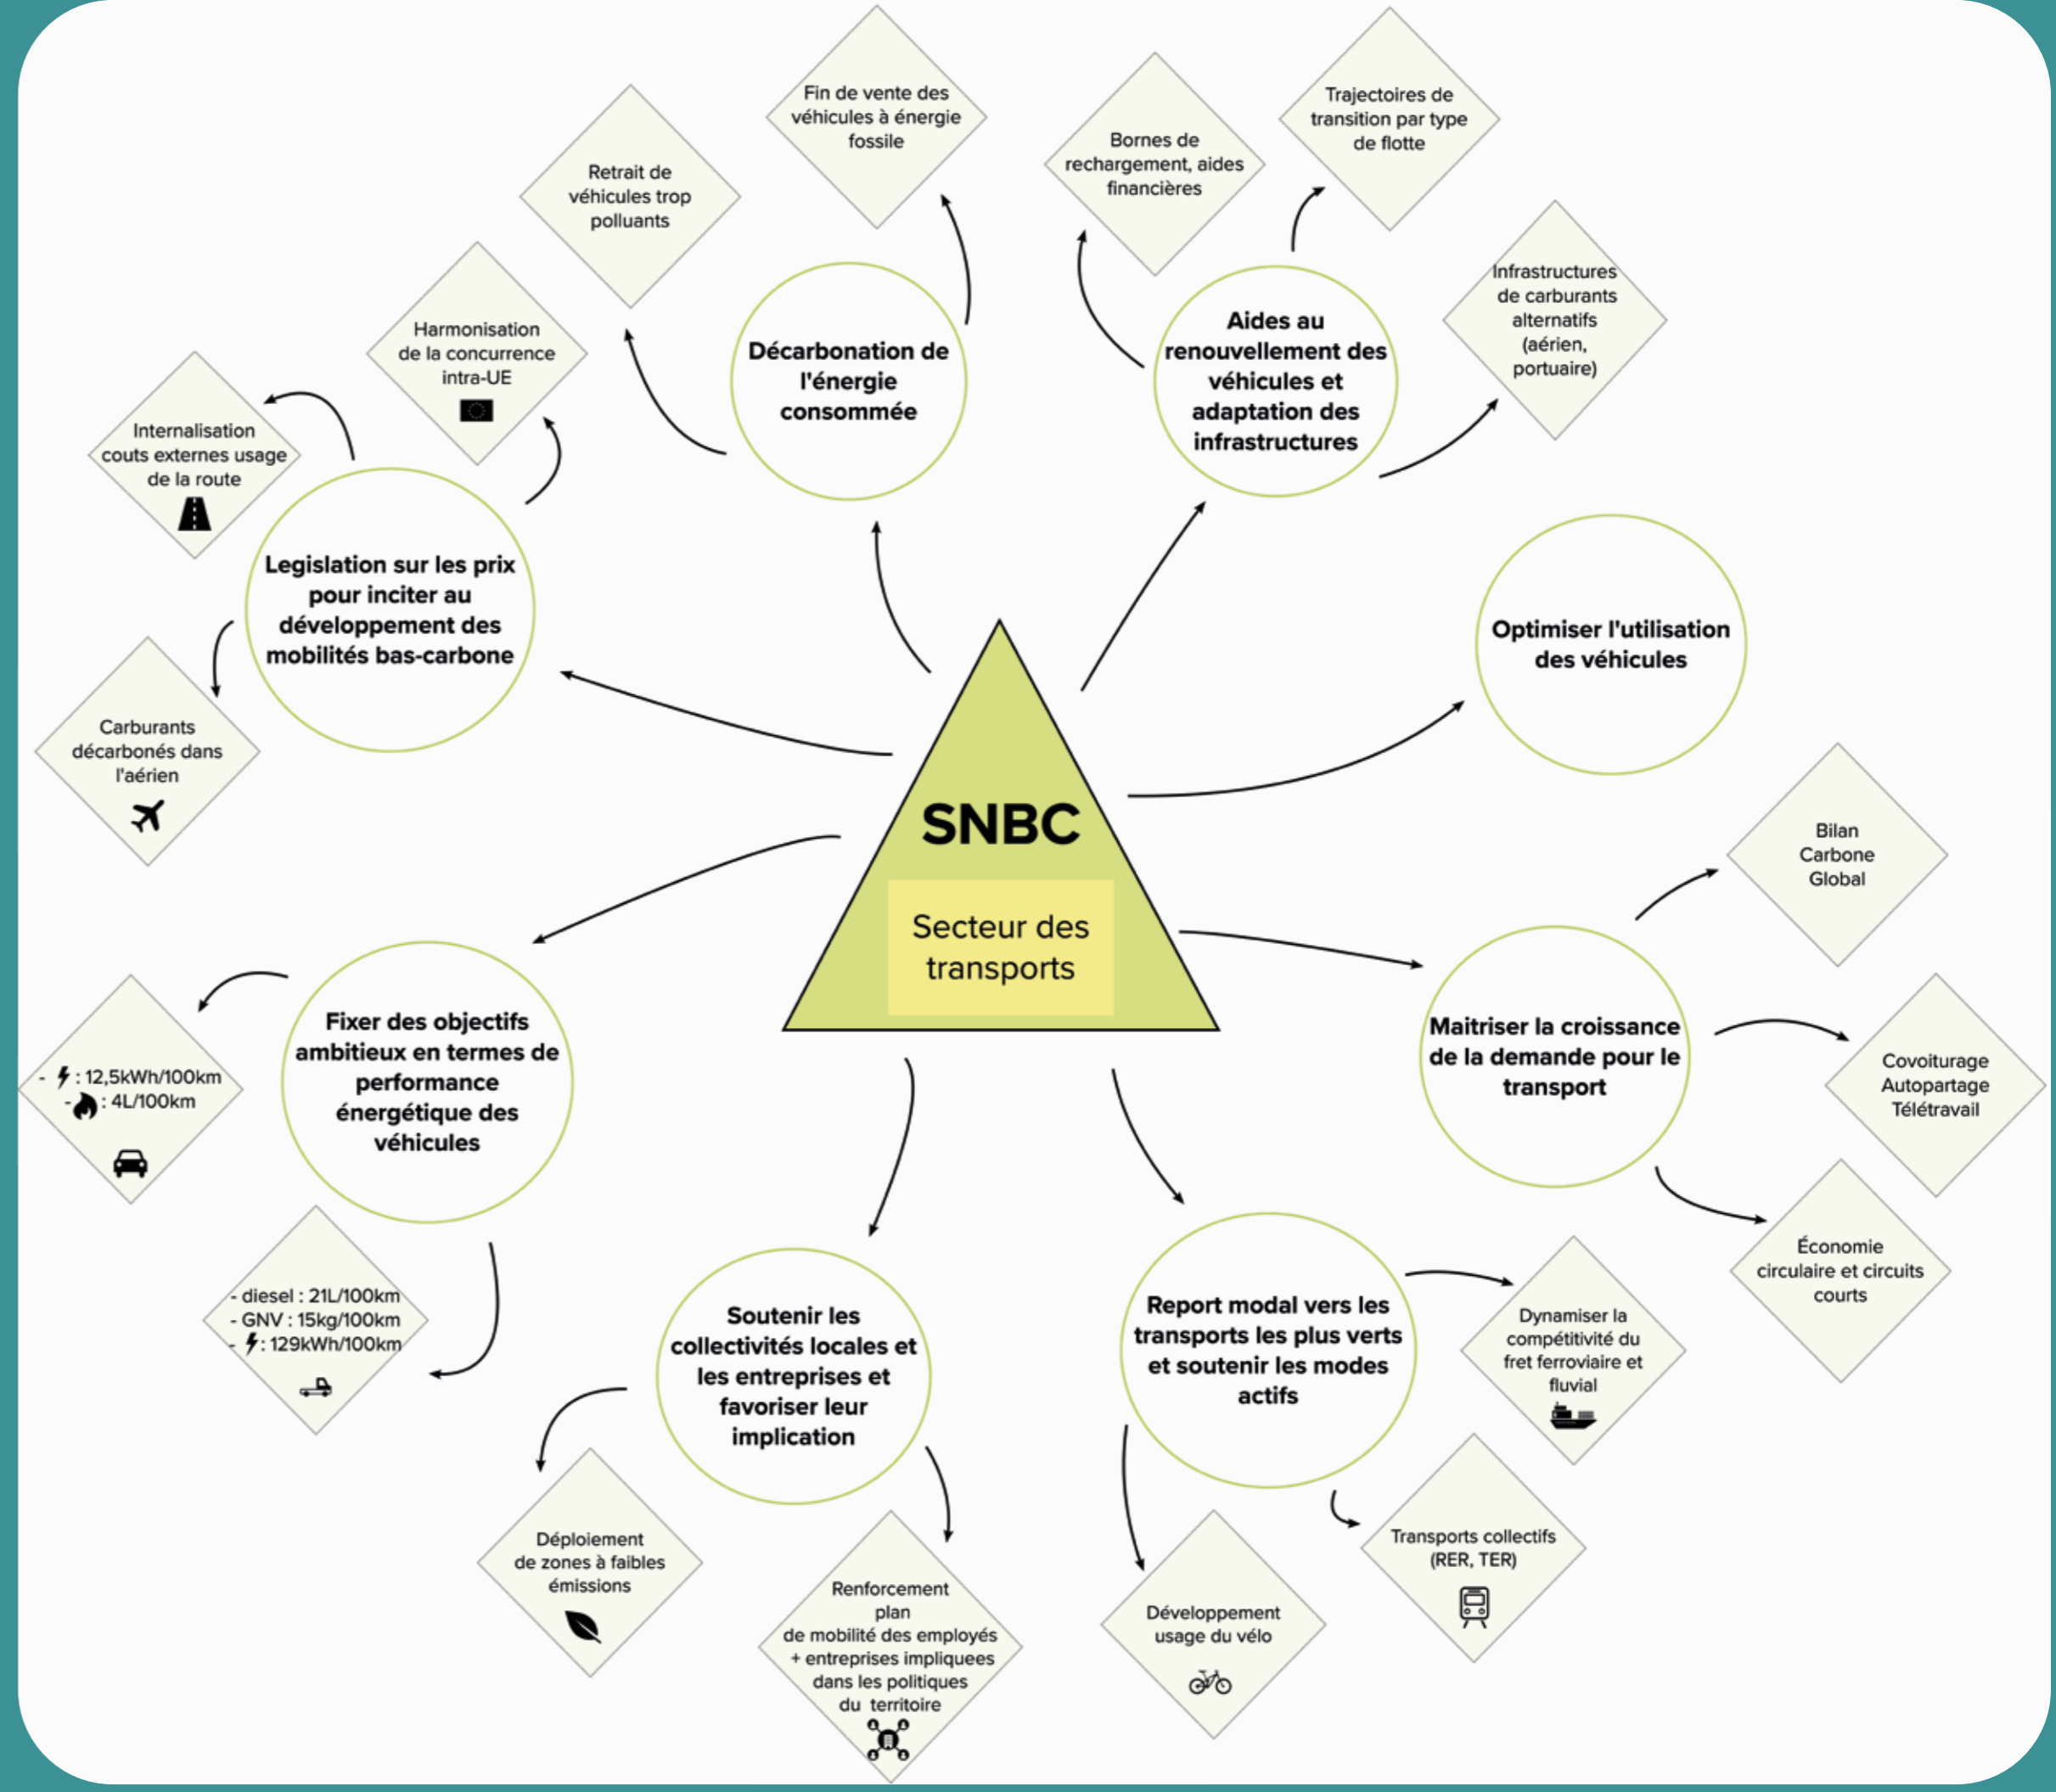 Fin de vente des
véhicules à énergie
fossile
Trajectoires de
transition par type
de flotte
Bornes de
rechargement, aides
financières
Retrait de
véhicules trop
polluants
Infrastructures
de carburants
alternatifs
(aérien,
portuaire)
Harmonisation
de la concurrence
intra-UE
Décarbonation de
l'énergie
consommée
Aides au
renouvellement des
véhicules et
adaptation des
infrastructures
Internalisation
couts externes usage
de la route
Legislation sur les prix
pour inciter au
développement des
mobilités bas-carbone
Optimiser l'utilisation
des véhicules
Carburants
décarbonés dans
l'aérien
SNBC
Secteur des
transports
Bilan
Carbone
Global
Fixer des objectifs
ambitieux en termes de
performance
énergétique des
véhicules
Maitriser la croissance
de la demande pour le
transport
Covoiturage
Autopartage
Télétravail
- : 12,5kWh/100km
- : 4L/100km
Économie
circulaire et circuits
courts
- diesel : 21L/100km
- GNV : 15kg/100km
- : 129kWh/100km
Soutenir les
collectivités locales et
les entreprises et
favoriser leur
implication
Report modal vers les
transports les plus verts
et soutenir les modes
actifs
Dynamiser la
compétitivité du
fret ferroviaire et
fluvial
Déploiement
de zones à faibles
émissions
Transports collectifs
(RER, TER)
Renforcement
plan
de mobilité des employés
+ entreprises impliquees
dans les politiques
du territoire
Développement
usage du vélo